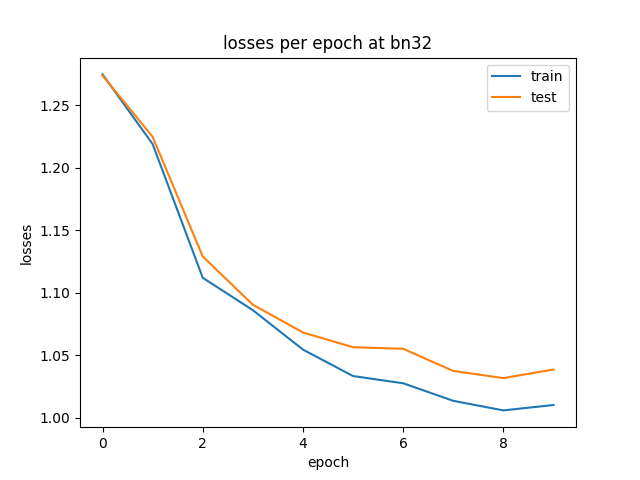 losses per epoch at bn32
train
test
1.25
1.20
1.15
1.10
1.05
1.00
losses
0 2 4 6 8
epoch